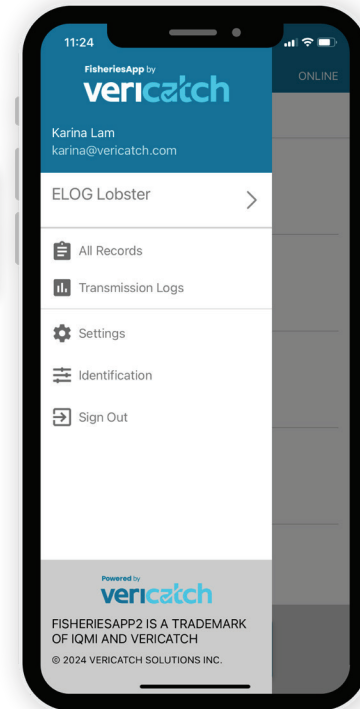 11:24
FisheriesApp by
vericatch
ONLINE
Karina Lam
karina@vericatch.com
ELOG Lobster
All Records
Transmission Logs
Settings
Identification
Sign Out
Powered by
vericatch
FISHERIESAPP2 IS A TRADEMARK
OF IQMI AND VERICATCH
© 2024 VERICATCH SOLUTIONS INC.